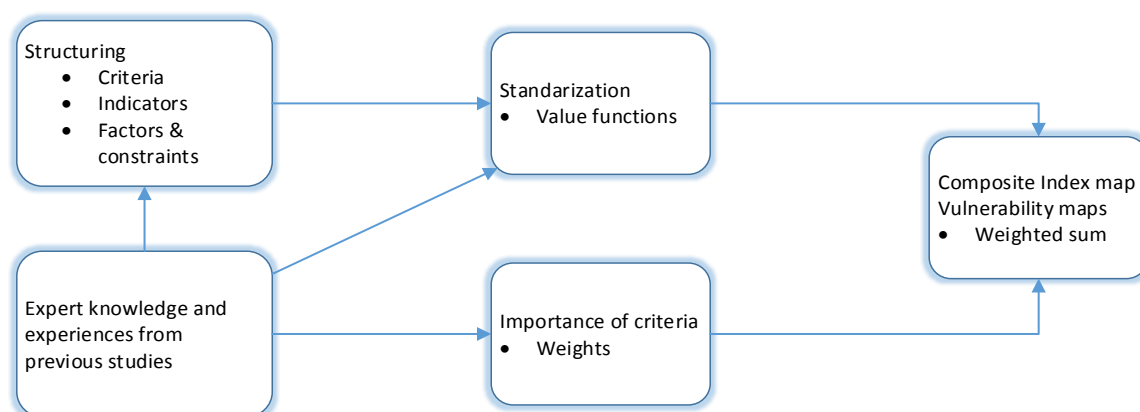 Structuring
• Criteria
• Indicators
• Factors &
constraints
Standarization
• Value functions
Composite Index map
Vulnerability maps
• Weighted sum
Expert knowledge and
experiences from
previous studies
Importance of criteria
• Weights